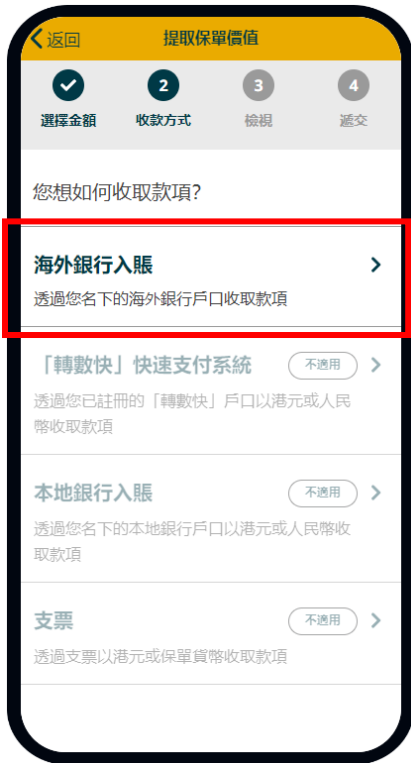 返回
提取保單價值
2
3
4
選擇金額
收款方式
檢視
遞交
您想如何收取款項?
海外銀行入賬
透過您名下的海外銀行戶口收取款項
「轉數快」快速支付系統
不適用
透過您已註冊的「轉數快」戶口以港元或人民
幣收取款項
本地銀行入賬
不適用
透過您名下的本地銀行戶口以港元或人民幣收
取款項
支票
不適用
透過支票以港元或保單貨幣收取款項